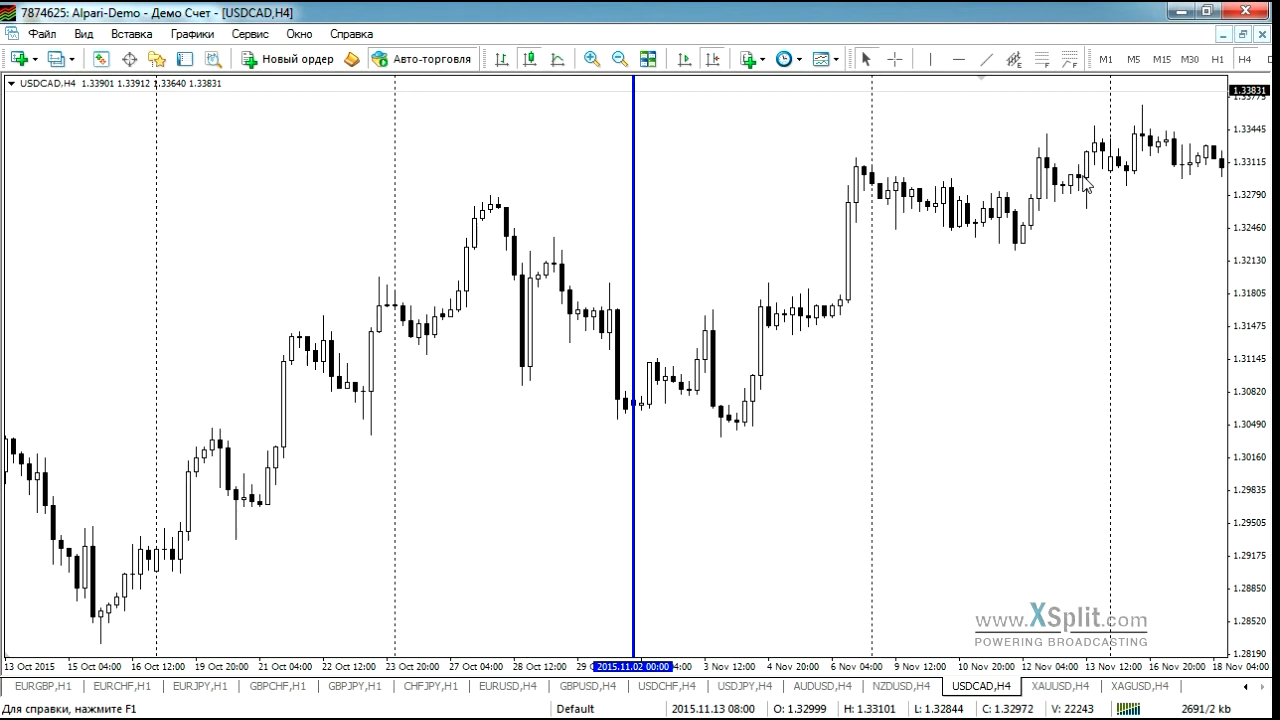 7874625: Alpari-Demo - Демо Счет - [USDCAD,H4]
Файл Вид Вставка Графики Сервис Окно Справка
Новый ордер Авто-торговля M1 M5 M15 M30 H1 H4
USDCAD,H4 1.33901 1.33912 1.33640 1.33831
1.33831
1.33775
1.33445
1.33115
1.32790
1.32460
1.32130
1.31805
1.31475
1.31145
1.30820
1.30490
1.30160
1.29835
1.29505
1.29175
1.28850
1.28520
1.28190
www.XSplit.com
POWERING BROADCASTING
13 Oct 2015 15 Oct 04:00 16 Oct 12:00 19 Oct 20:00 21 Oct 04:00 22 Oct 12:00 23 Oct 20:00 27 Oct 04:00 28 Oct 12:00 29 2015.11.02 00:00 4:00 3 Nov 12:00 4 Nov 20:00 6 Nov 04:00 9 Nov 12:00 10 Nov 20:00 12 Nov 04:00 13 Nov 12:00 16 Nov 20:00 18 Nov 04:00
EURGBP,H1 EURCHF,H1 EURJPY,H1 GBPCHF,H1 GBPJPY,H1 CHFJPY,H1 EURUSD,H4 GBPUSD,H4 USDCHF,H4 USDJPY,H4 AUDUSD,H4 NZDUSD,H4 USDCAD,H4 XAUUSD,H4 XAGUSD,H4
Для справки, нажмите F1 Default 2015.11.13 08:00 O: 1.32999 H: 1.33101 L: 1.32844 C: 1.32972 V: 22243 2691/2 kb